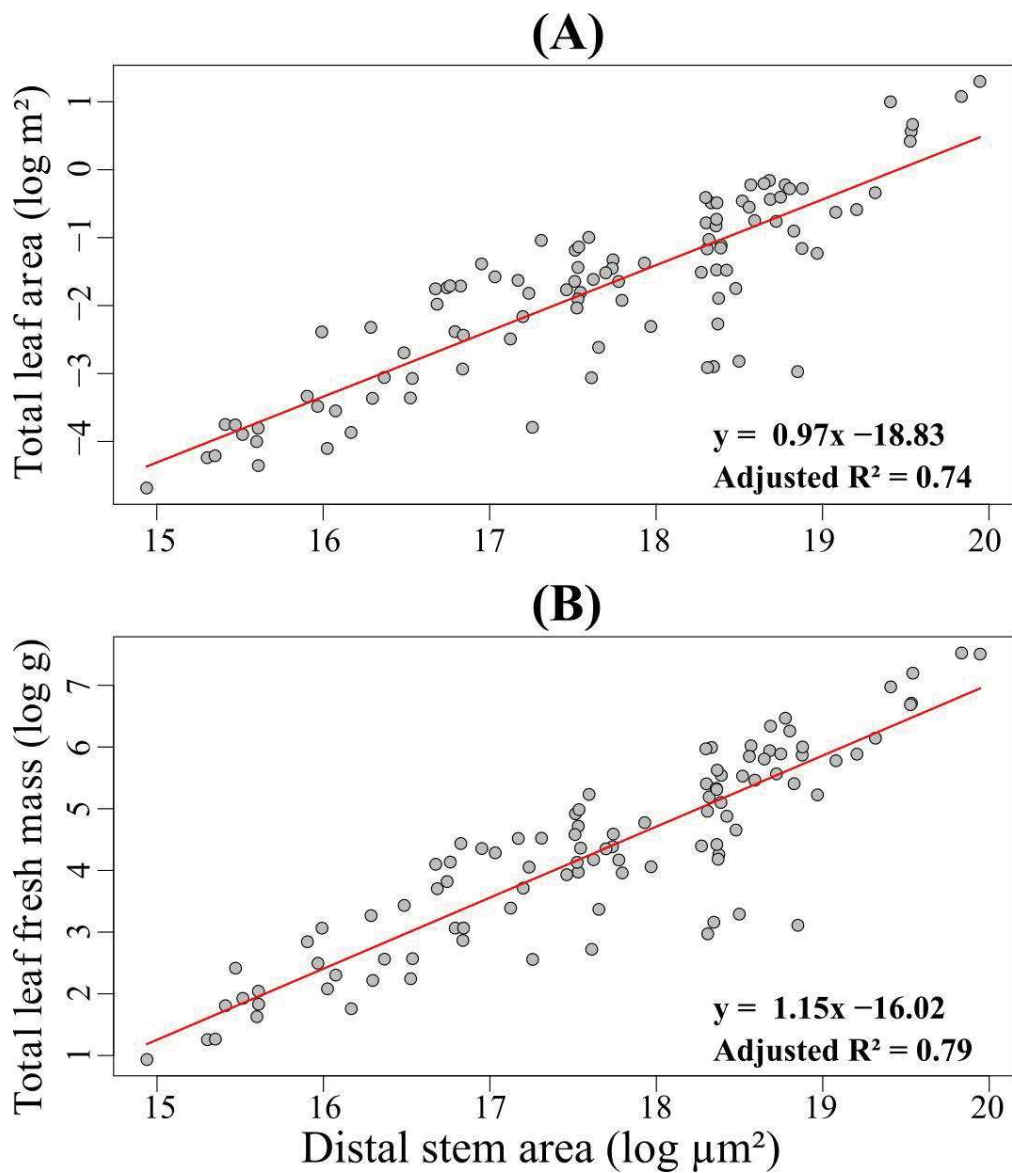 (A)
Total leaf area (log m²)
1
0
−1
−2
−3
−4
y = 0.97x −18.83
Adjusted R² = 0.74
15 16 17 18 19 20
(B)
Total leaf fresh mass (log g)
7
6
5
4
3
2
1
y = 1.15x −16.02
Adjusted R² = 0.79
15 16 17 18 19 20
Distal stem area (log µm²)